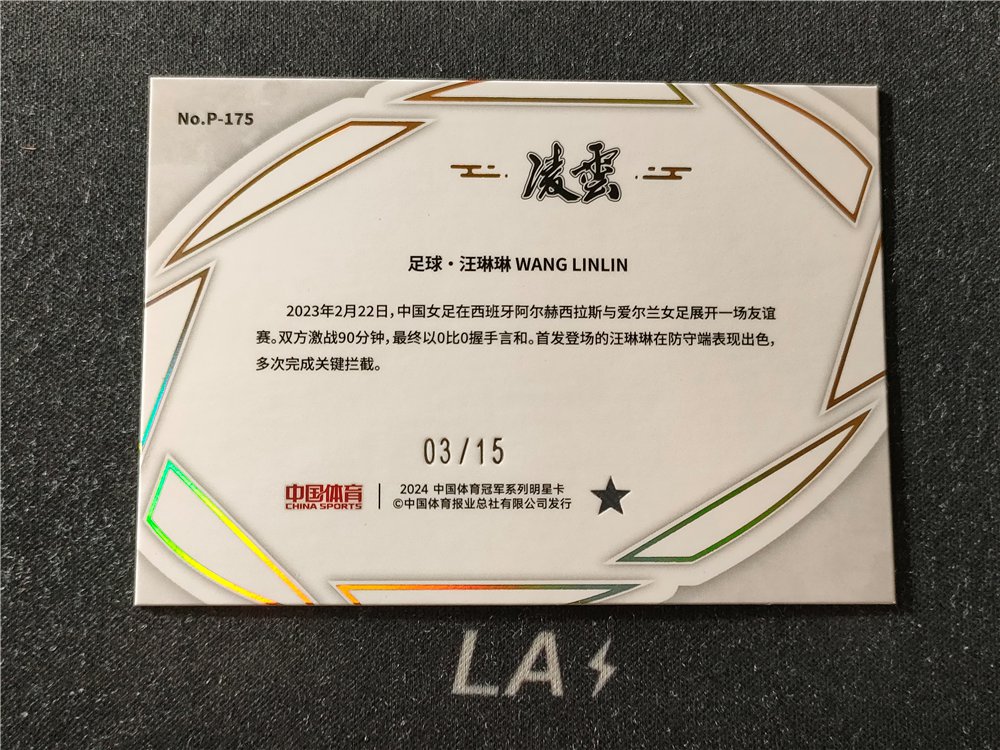 No.P-175
凌雲
足球·汪琳琳 WANG LINLIN
2023年2月22日,中国女足在西班牙阿尔赫西拉斯与爱尔兰女足展开一场友谊
赛。双方激战90分钟,最终以0比0握手言和。首发登场的汪琳琳在防守端表现出色,
多次完成关键拦截。
03/15
中国体育
CHINA SPORTS
2024 中国体育冠军系列明星卡
©中国体育报业总社有限公司发行
LA